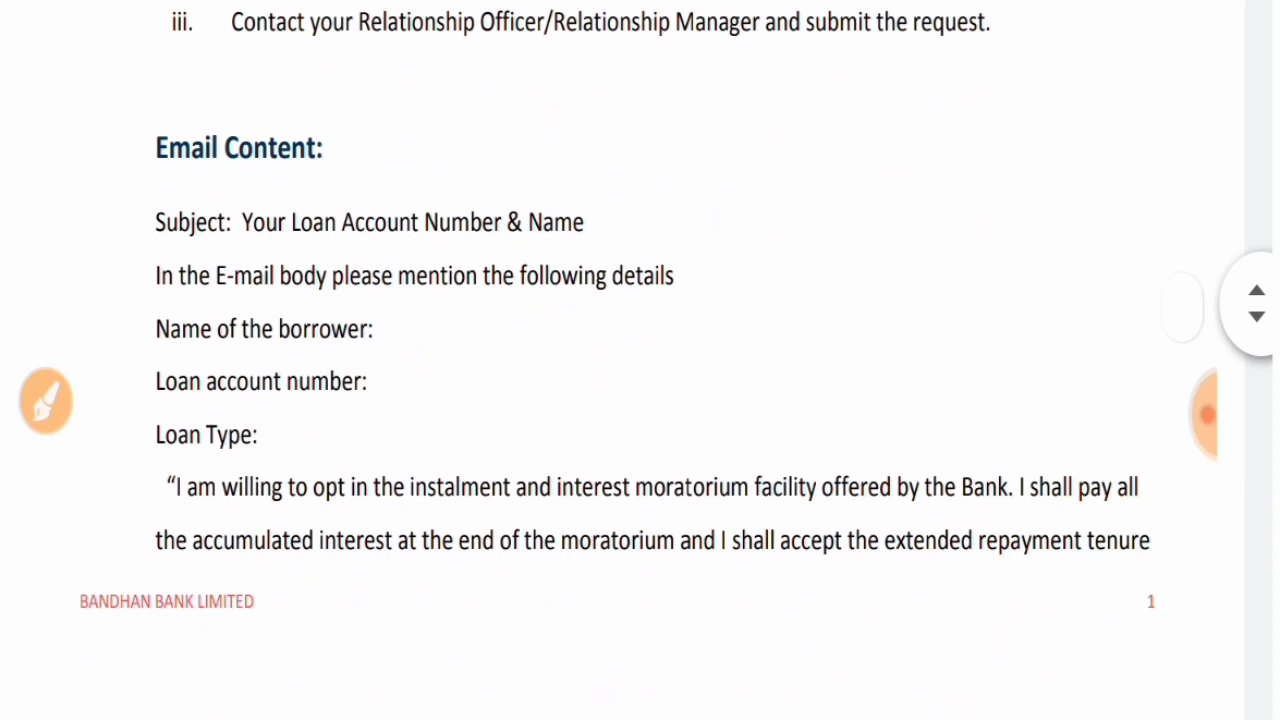 iii. Contact your Relationship Officer/Relationship Manager and submit the request.
Email Content:
Subject: Your Loan Account Number & Name
In the E-mail body please mention the following details
Name of the borrower:
Loan account number:
Loan Type:
“I am willing to opt in the instalment and interest moratorium facility offered by the Bank. I shall pay all
the accumulated interest at the end of the moratorium and I shall accept the extended repayment tenure
BANDHAN BANK LIMITED 1